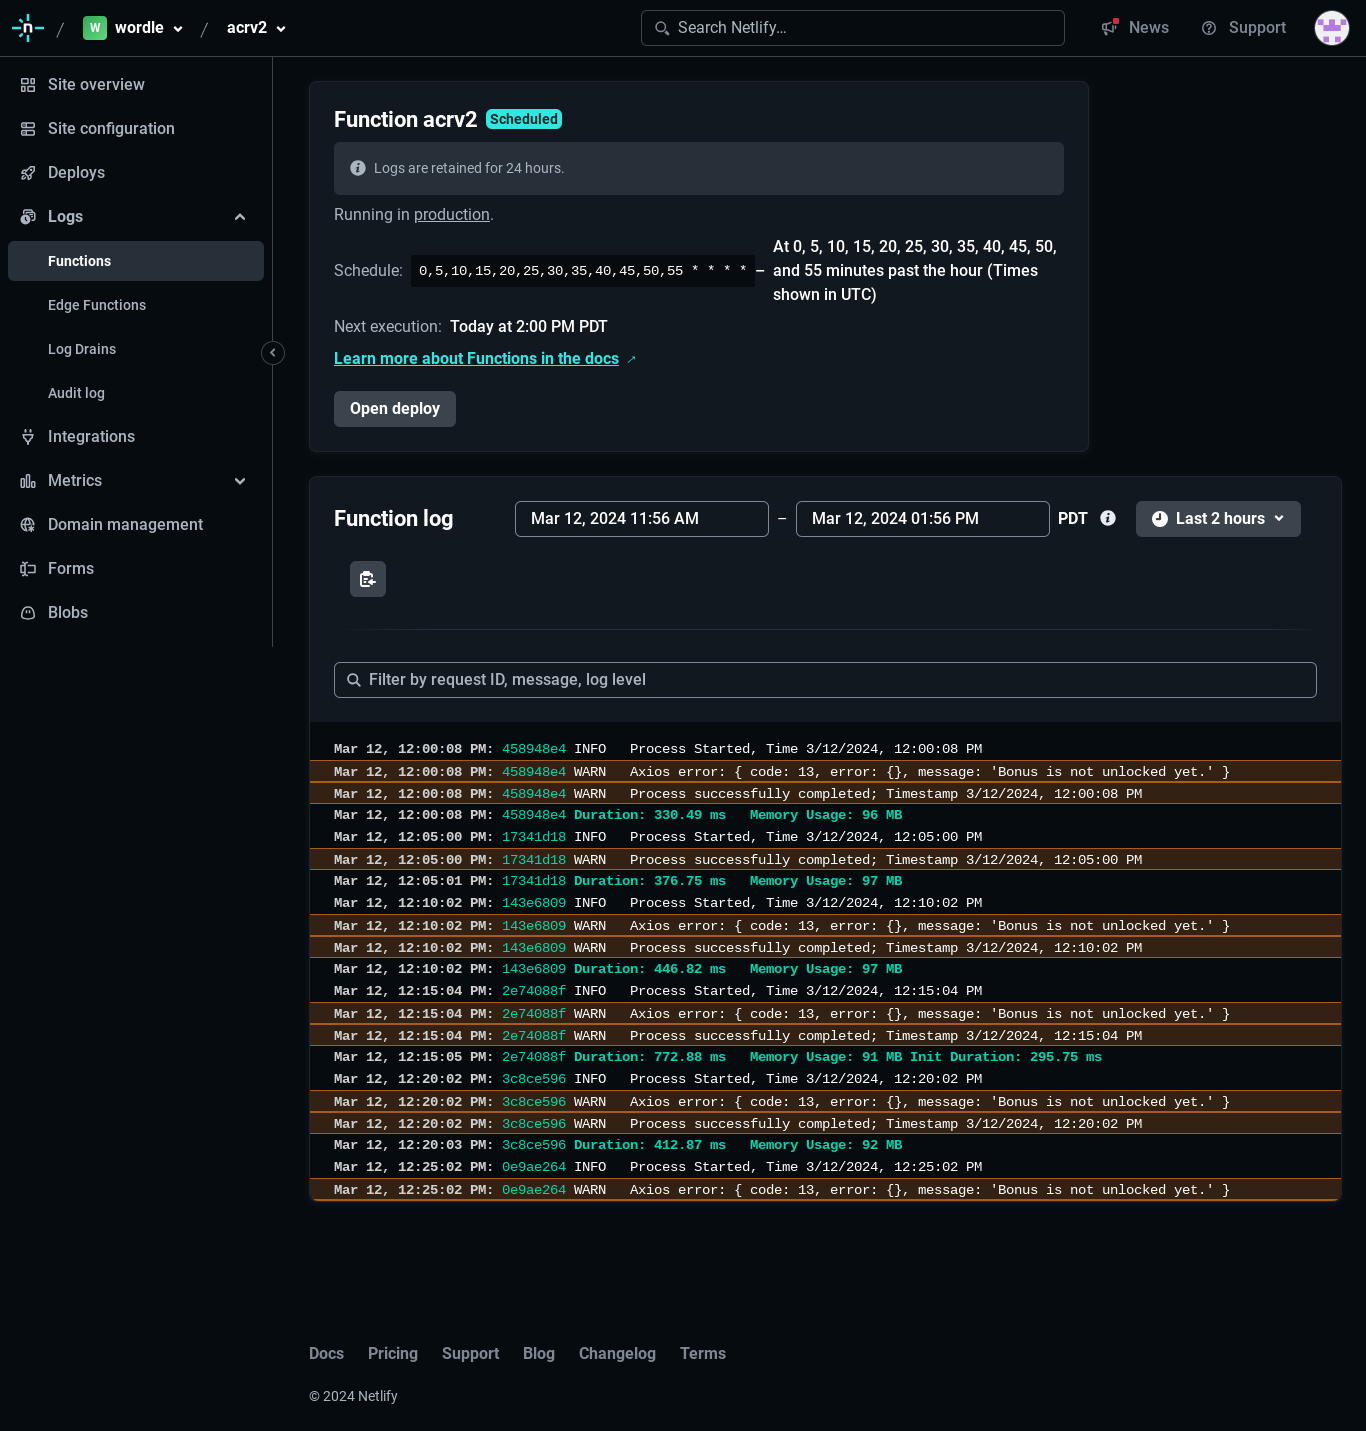 n / W wordle / acrv2
Search Netlify…
News
Support
Site overview
Site configuration
Deploys
Logs
Functions
Edge Functions
Log Drains
Audit log
Integrations
Metrics
Domain management
Forms
Blobs
Function acrv2 Scheduled
Logs are retained for 24 hours.
Running in production.
Schedule: 0,5,10,15,20,25,30,35,40,45,50,55 * * * * –
At 0, 5, 10, 15, 20, 25, 30, 35, 40, 45, 50,
and 55 minutes past the hour (Times
shown in UTC)
Next execution: Today at 2:00 PM PDT
Learn more about Functions in the docs →
Open deploy
Function log
Mar 12, 2024 11:56 AM – Mar 12, 2024 01:56 PM PDT
Last 2 hours
Filter by request ID, message, log level
Mar 12, 12:00:08 PM: 458948e4 INFO Process Started, Time 3/12/2024, 12:00:08 PM
Mar 12, 12:00:08 PM: 458948e4 WARN Axios error: { code: 13, error: {}, message: 'Bonus is not unlocked yet.' }
Mar 12, 12:00:08 PM: 458948e4 WARN Process successfully completed; Timestamp 3/12/2024, 12:00:08 PM
Mar 12, 12:00:08 PM: 458948e4 Duration: 330.49 ms Memory Usage: 96 MB
Mar 12, 12:05:00 PM: 17341d18 INFO Process Started, Time 3/12/2024, 12:05:00 PM
Mar 12, 12:05:00 PM: 17341d18 WARN Process successfully completed; Timestamp 3/12/2024, 12:05:00 PM
Mar 12, 12:05:01 PM: 17341d18 Duration: 376.75 ms Memory Usage: 97 MB
Mar 12, 12:10:02 PM: 143e6809 INFO Process Started, Time 3/12/2024, 12:10:02 PM
Mar 12, 12:10:02 PM: 143e6809 WARN Axios error: { code: 13, error: {}, message: 'Bonus is not unlocked yet.' }
Mar 12, 12:10:02 PM: 143e6809 WARN Process successfully completed; Timestamp 3/12/2024, 12:10:02 PM
Mar 12, 12:10:02 PM: 143e6809 Duration: 446.82 ms Memory Usage: 97 MB
Mar 12, 12:15:04 PM: 2e74088f INFO Process Started, Time 3/12/2024, 12:15:04 PM
Mar 12, 12:15:04 PM: 2e74088f WARN Axios error: { code: 13, error: {}, message: 'Bonus is not unlocked yet.' }
Mar 12, 12:15:04 PM: 2e74088f WARN Process successfully completed; Timestamp 3/12/2024, 12:15:04 PM
Mar 12, 12:15:05 PM: 2e74088f Duration: 772.88 ms Memory Usage: 91 MB Init Duration: 295.75 ms
Mar 12, 12:20:02 PM: 3c8ce596 INFO Process Started, Time 3/12/2024, 12:20:02 PM
Mar 12, 12:20:02 PM: 3c8ce596 WARN Axios error: { code: 13, error: {}, message: 'Bonus is not unlocked yet.' }
Mar 12, 12:20:02 PM: 3c8ce596 WARN Process successfully completed; Timestamp 3/12/2024, 12:20:02 PM
Mar 12, 12:20:03 PM: 3c8ce596 Duration: 412.87 ms Memory Usage: 92 MB
Mar 12, 12:25:02 PM: 0e9ae264 INFO Process Started, Time 3/12/2024, 12:25:02 PM
Mar 12, 12:25:02 PM: 0e9ae264 WARN Axios error: { code: 13, error: {}, message: 'Bonus is not unlocked yet.' }
Docs Pricing Support Blog Changelog Terms
© 2024 Netlify